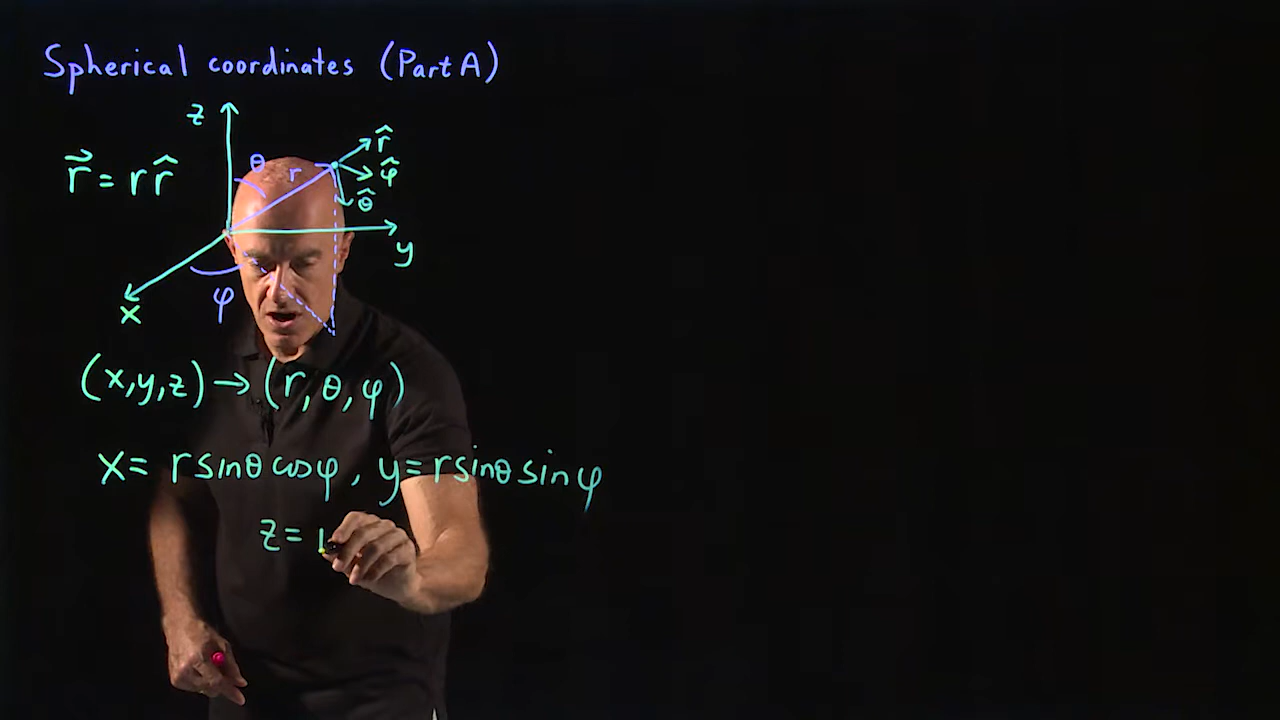 Spherical coordinates (Part A)
z
r̂
θ
r
φ̂
r⃗ = r r̂
θ̂
y
φ
x
(x,y,z) → (r, θ, φ)
x = r sinθ cosφ , y = r sinθ sinφ
z =